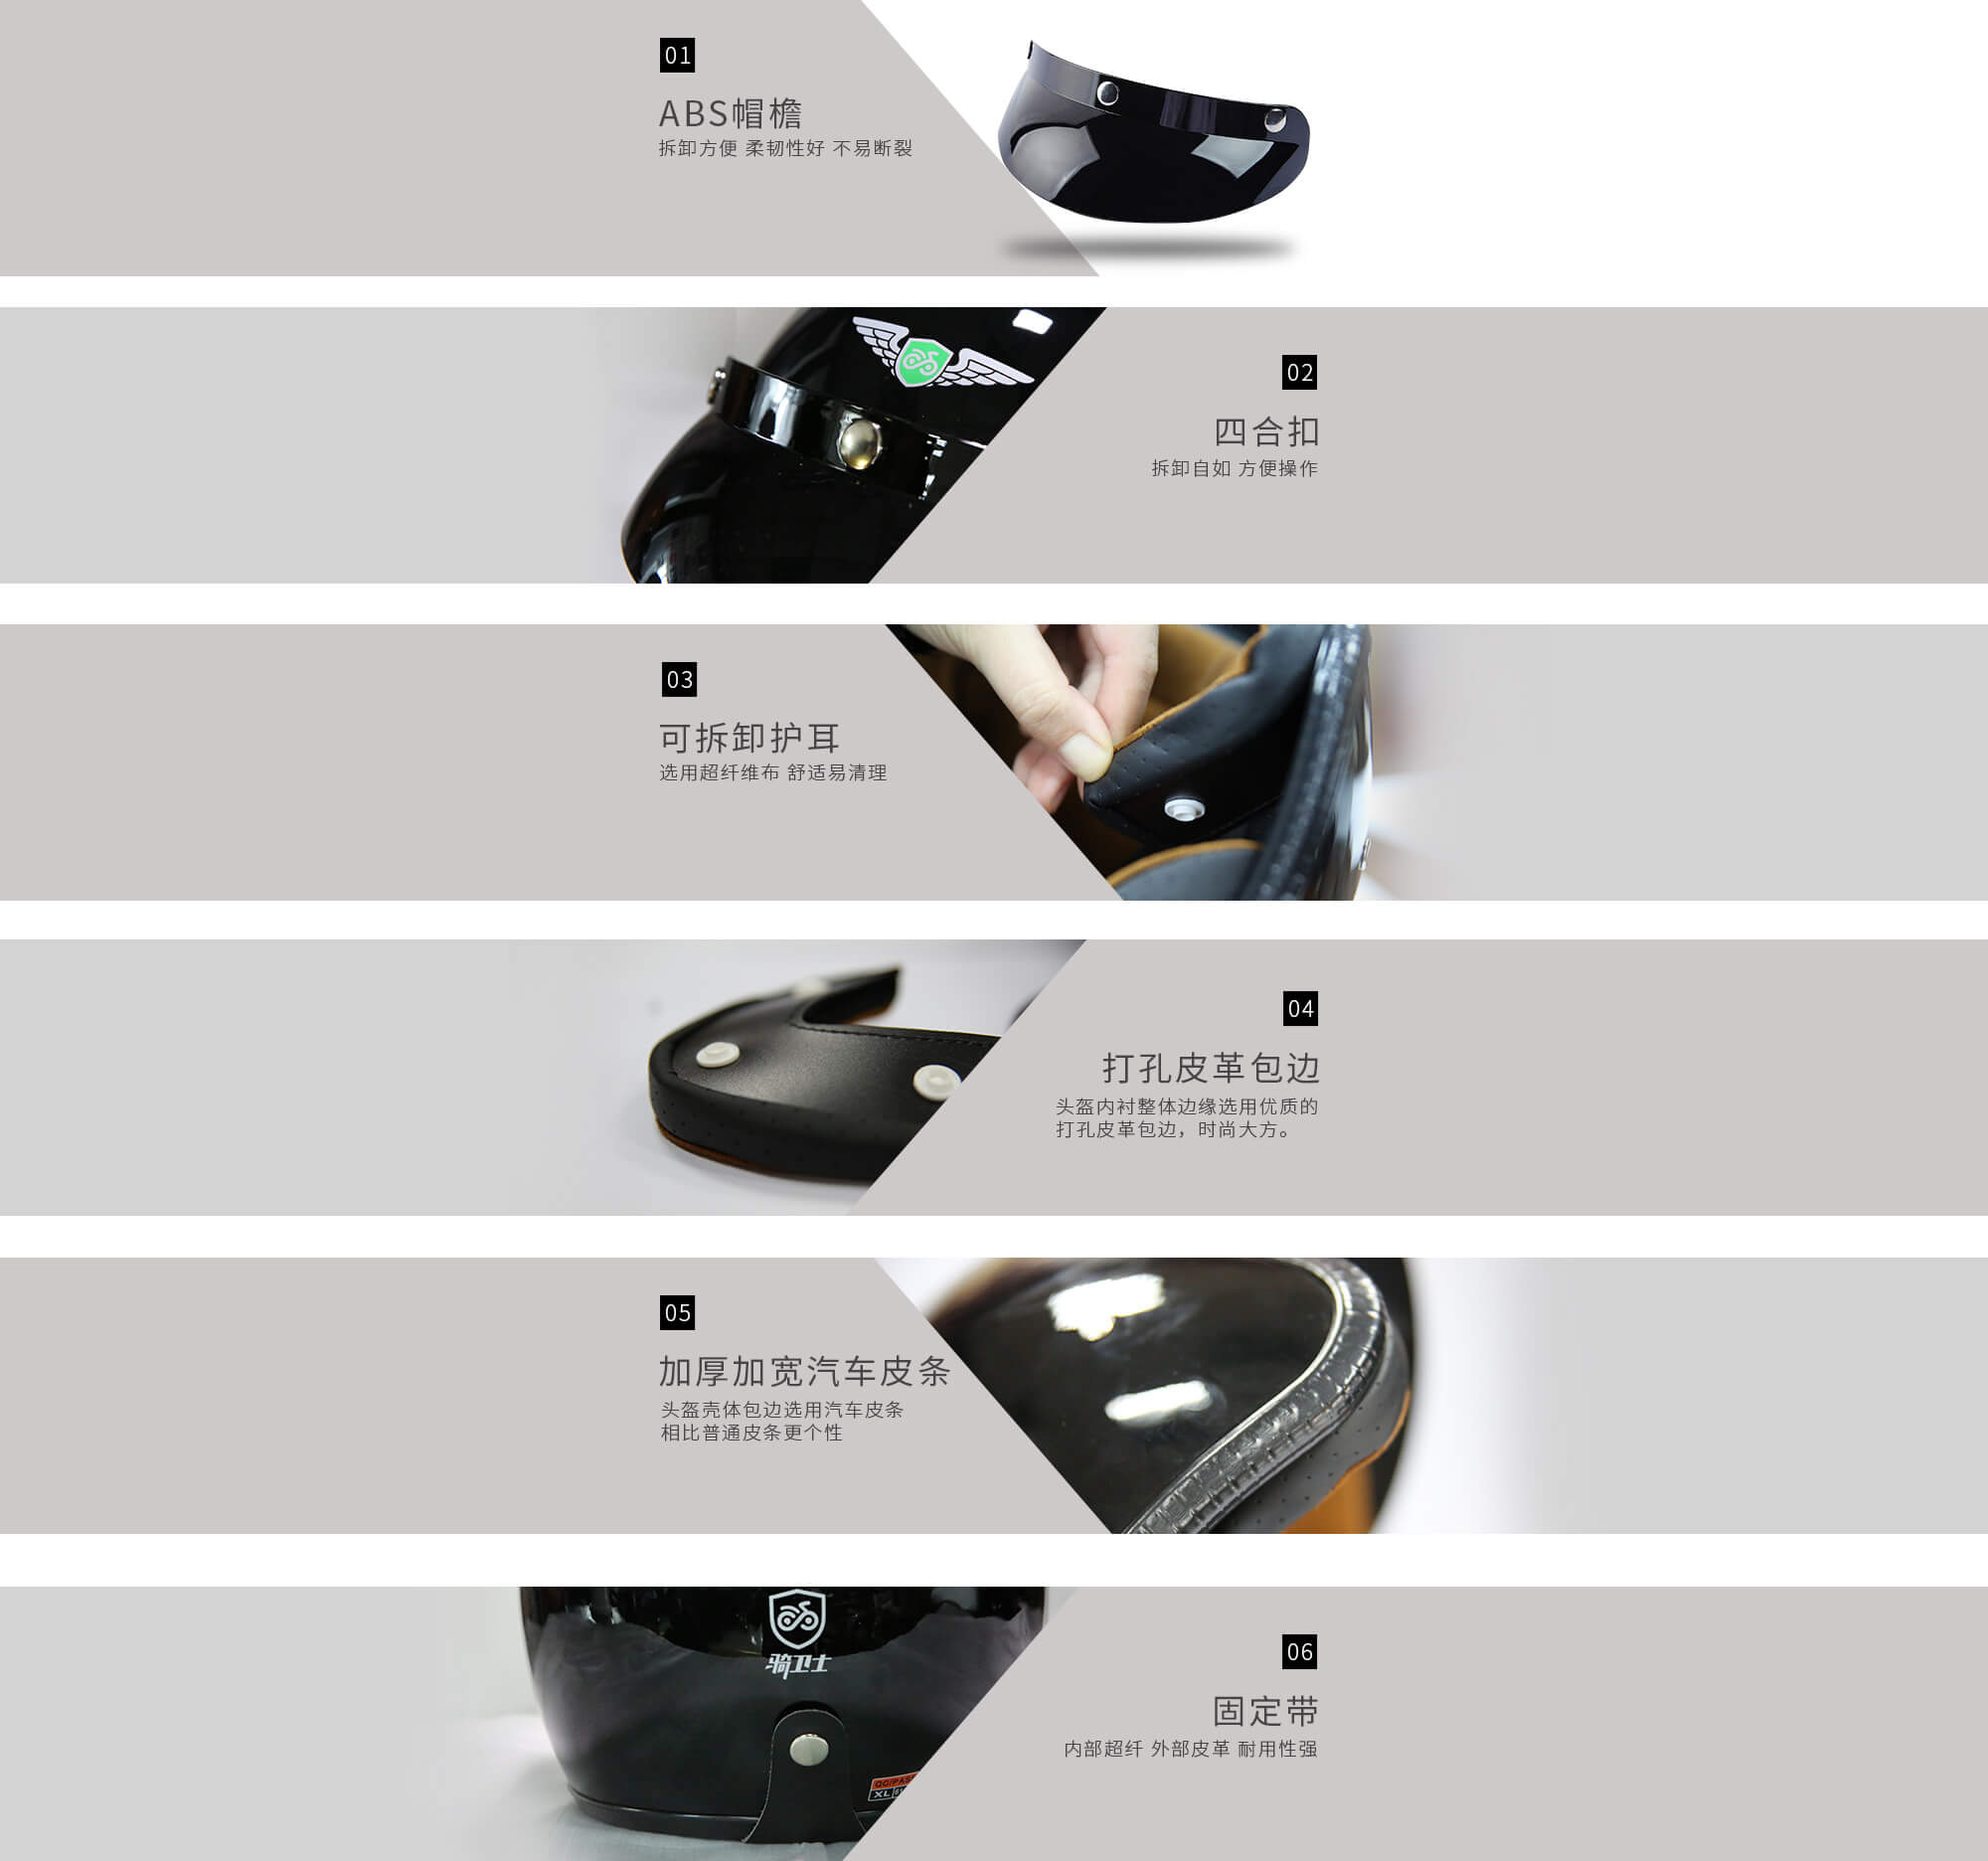 01
ABS帽檐
拆卸方便 柔韧性好 不易断裂
02
四合扣
拆卸自如 方便操作
03
可拆卸护耳
选用超纤维布 舒适易清理
04
打孔皮革包边
头盔内衬整体边缘选用优质的
打孔皮革包边，时尚大方。
05
加厚加宽汽车皮条
头盔壳体包边选用汽车皮条
相比普通皮条更个性
骑卫士
QC/PAS
XL
06
固定带
内部超纤 外部皮革 耐用性强